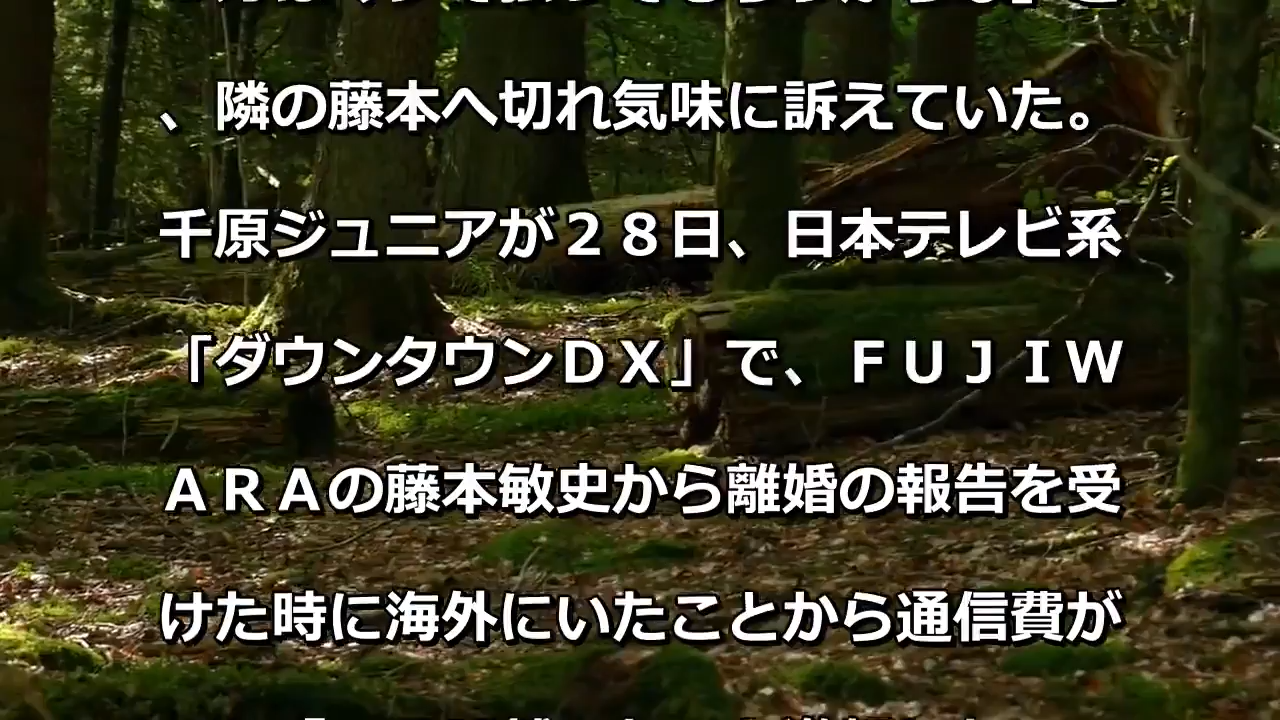 、隣の藤本へ切れ気味に訴えていた。
千原ジュニアが２８日、日本テレビ系
「ダウンタウンＤＸ」で、ＦＵＪＩＷ
ＡＲＡの藤本敏史から離婚の報告を受
けた時に海外にいたことから通信費が